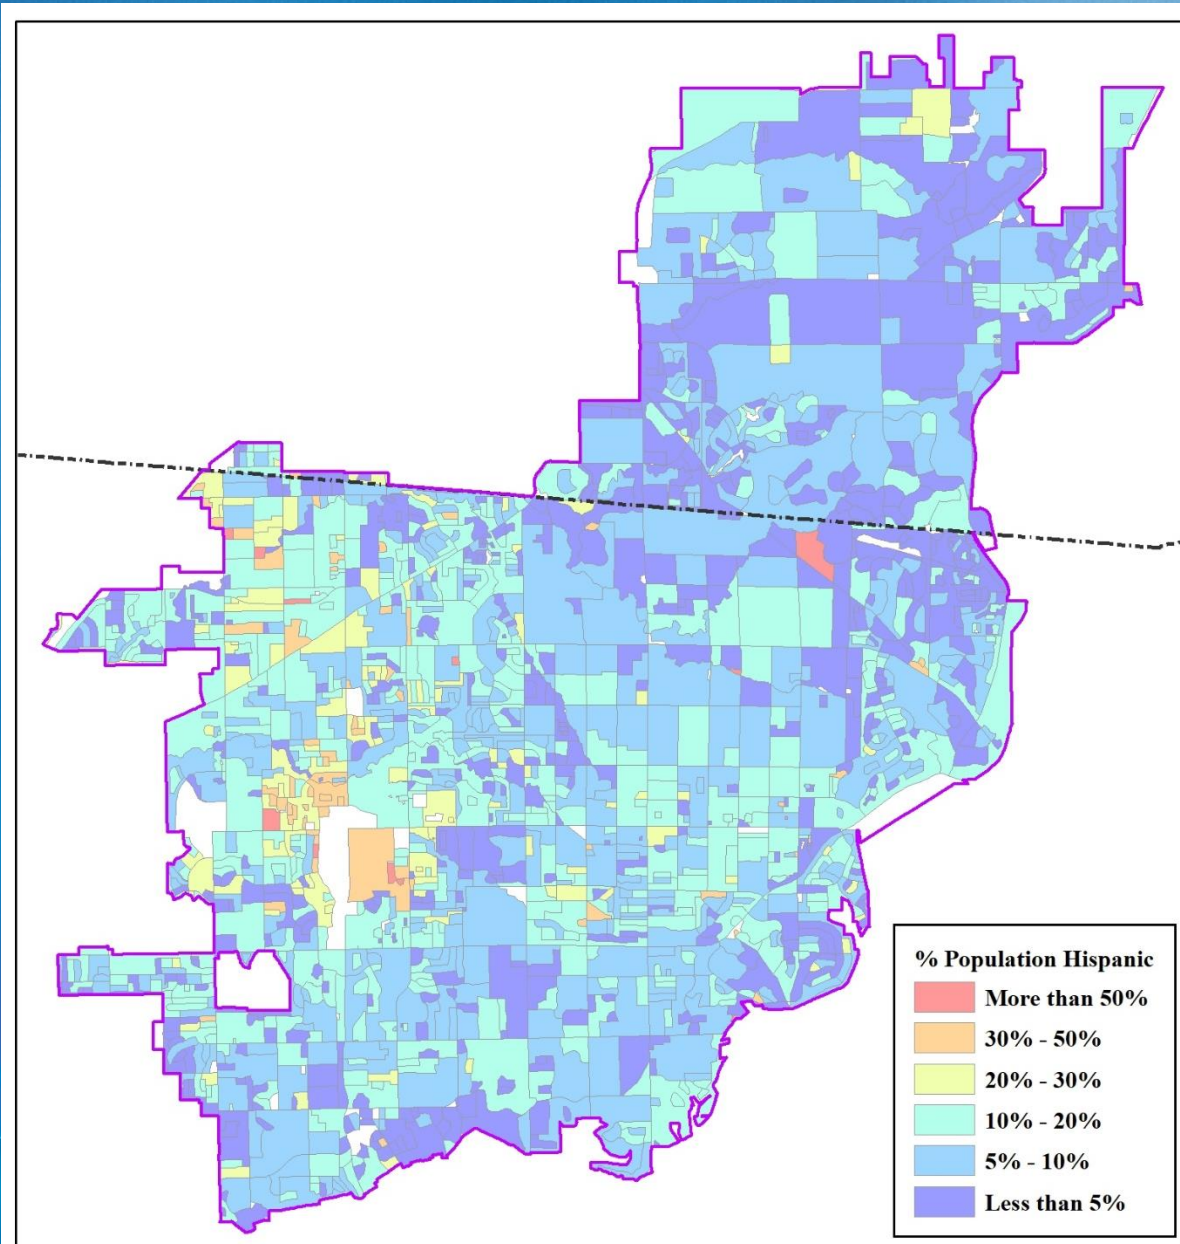 % Population Hispanic
More than 50%
30% - 50%
20% - 30%
10% - 20%
5% - 10%
Less than 5%